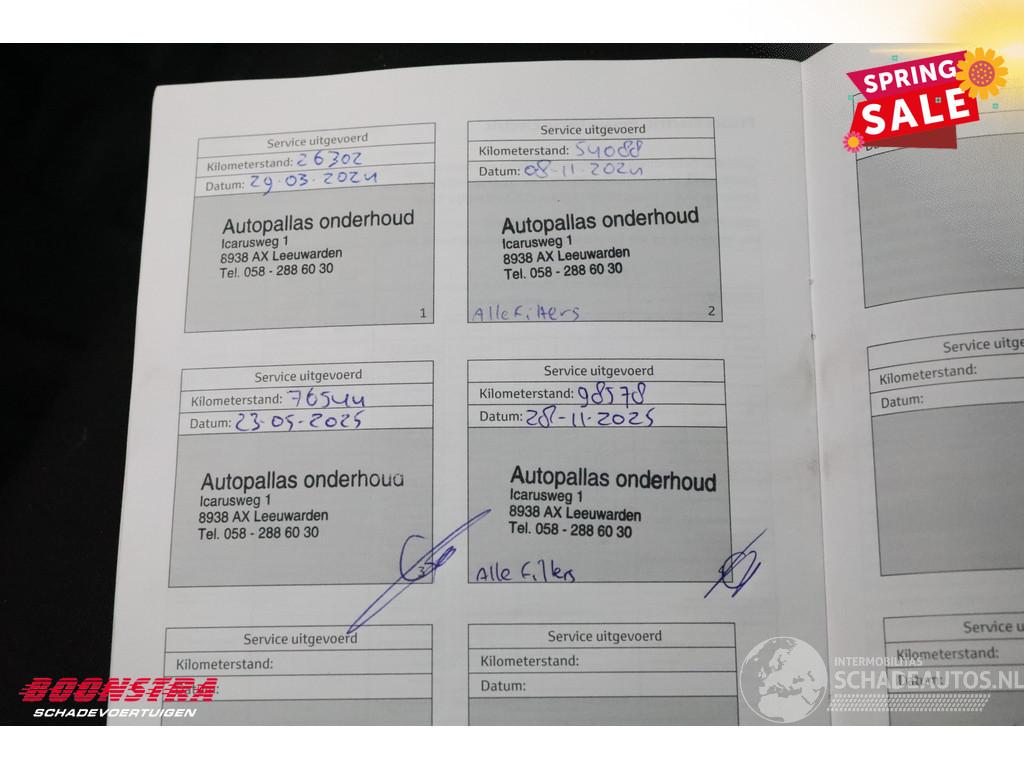 SPRING
SALE
Service uitgevoerd
Kilometerstand: 26302
Datum: 29-03-2024
Autopallas onderhoud
Icarusweg 1
8938 AX Leeuwarden
Tel. 058 - 288 60 30
1
Service uitgevoerd
Kilometerstand: 54088
Datum: 08-11-2024
Autopallas onderhoud
Icarusweg 1
8938 AX Leeuwarden
Tel. 058 - 288 60 30
Alle Filters
2
Service uitgevoerd
Kilometerstand: 76544
Datum: 23-05-2025
Autopallas onderhoud
Icarusweg 1
8938 AX Leeuwarden
Tel. 058 - 288 60 30
3
Service uitgevoerd
Kilometerstand: 98578
Datum: 28-11-2025
Autopallas onderhoud
Icarusweg 1
8938 AX Leeuwarden
Tel. 058 - 288 60 30
Alle Filters
Service uitge
Kilometerstand:
Datum:
Service uitgevoerd
Kilometerstand:
Service uitgevoerd
Kilometerstand:
Datum:
Service u
Kilometerstand:
Datum:
BOONSTRA
SCHADEVOERTUIGEN
INTERMOBILITAS
SCHADEAUTOS.NL